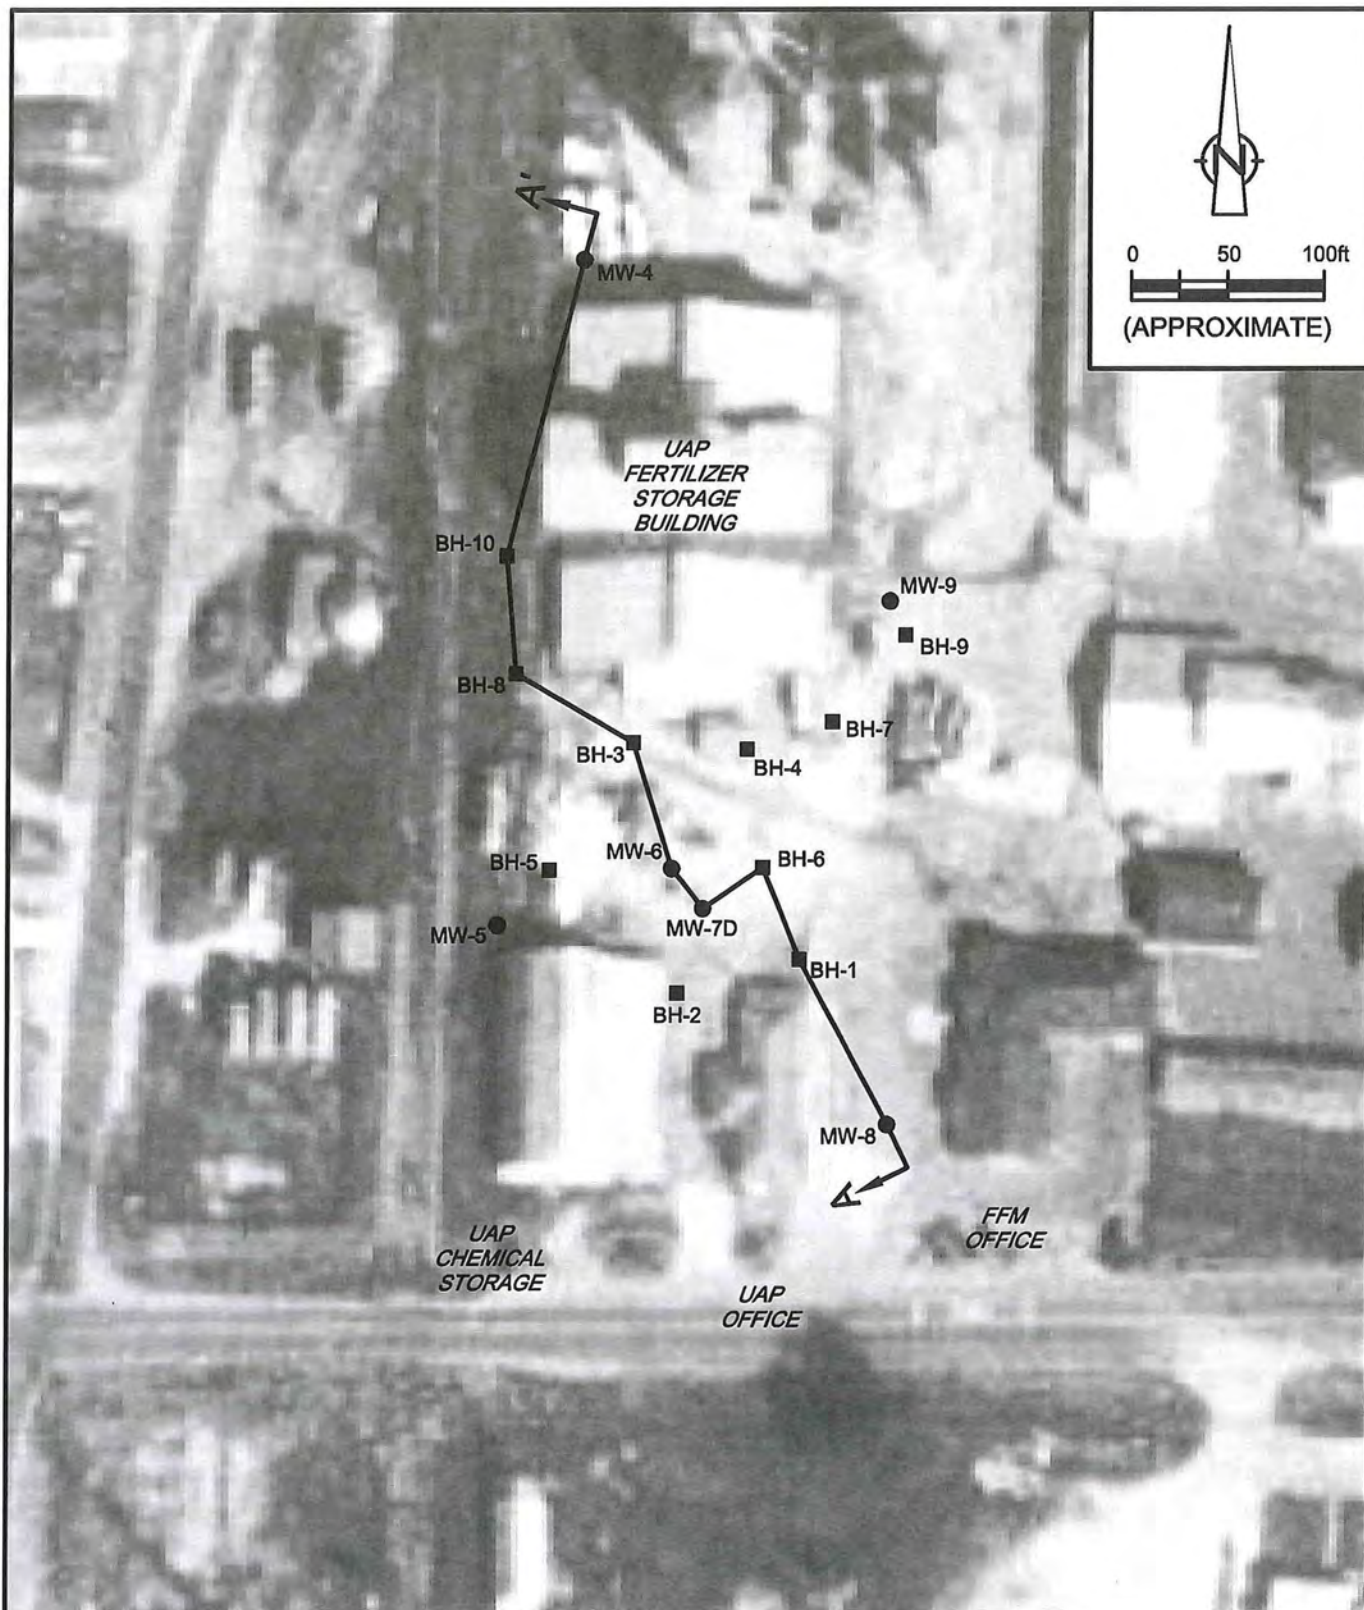 N
0 50 100ft
(APPROXIMATE)
A'
MW-4
UAP
FERTILIZER
STORAGE
BUILDING
BH-10
MW-9
BH-9
BH-8
BH-7
BH-3
BH-4
MW-6
BH-6
BH-5
MW-7D
MW-5
BH-1
BH-2
MW-8
A
FFM
OFFICE
UAP
CHEMICAL
STORAGE
UAP
OFFICE